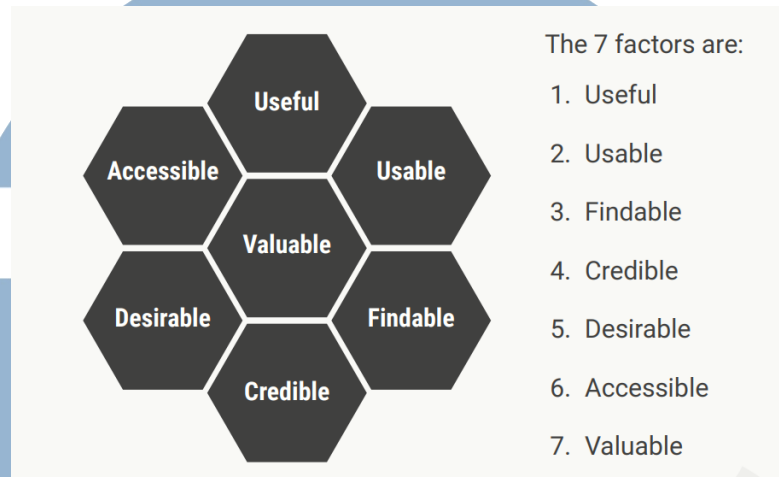 Useful
Accessible
Usable
Valuable
Desirable
Findable
Credible
The 7 factors are:
1. Useful
2. Usable
3. Findable
4. Credible
5. Desirable
6. Accessible
7. Valuable